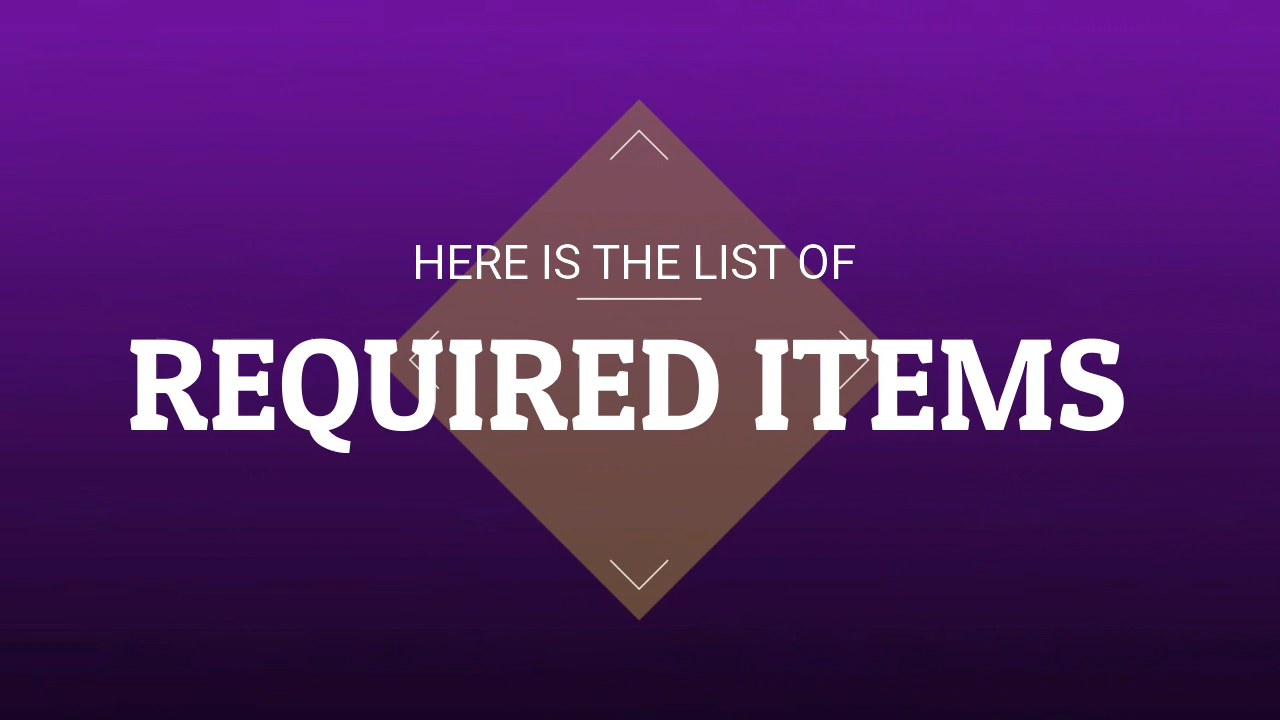 HERE IS THE LIST OF
REQUIRED ITEMS